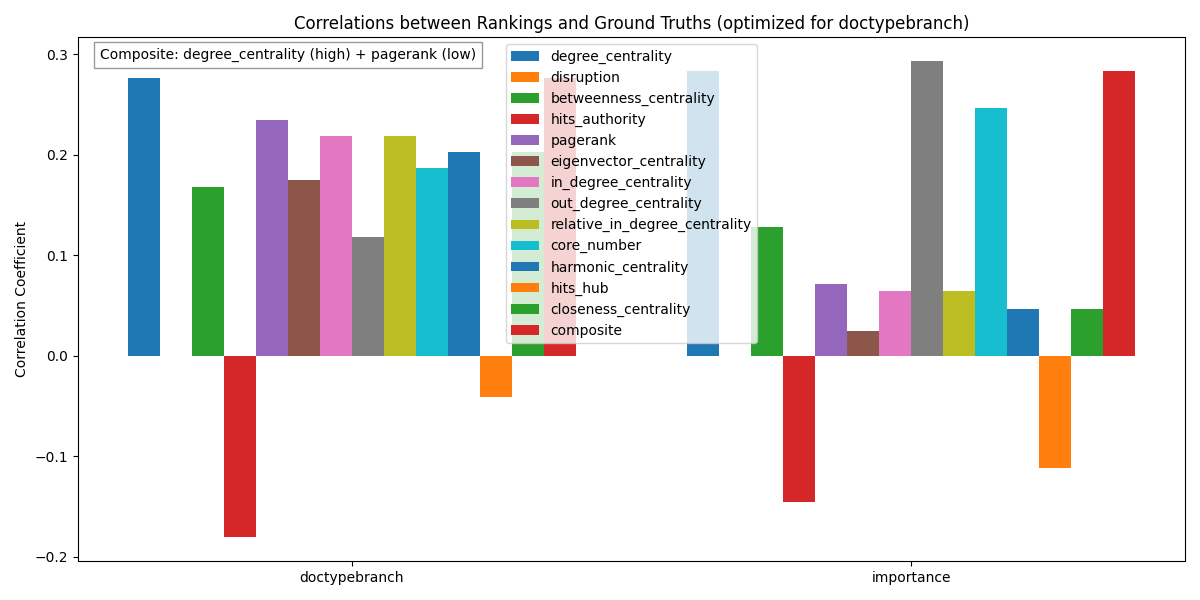 Correlations between Rankings and Ground Truths (optimized for doctypebranch)
Composite: degree_centrality (high) + pagerank (low)
degree_centrality
disruption
betweenness_centrality
hits_authority
pagerank
eigenvector_centrality
in_degree_centrality
out_degree_centrality
relative_in_degree_centrality
core_number
harmonic_centrality
hits_hub
closeness_centrality
composite
Correlation Coefficient
0.3
0.2
0.1
0.0
−0.1
−0.2
doctypebranch
importance